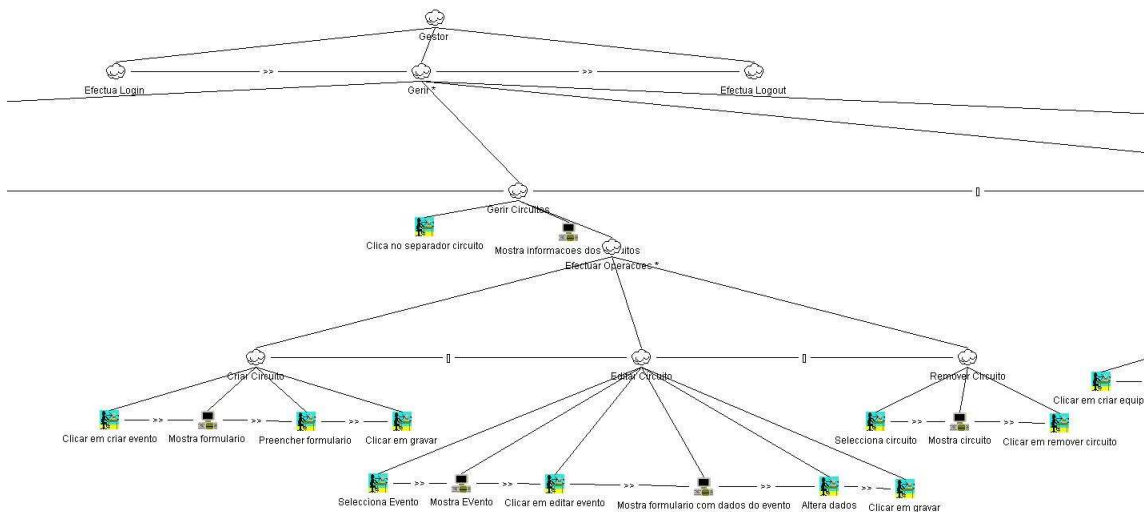 Gestor
>> >>
Efectua Login Gerir * Efectua Logout
[]
Gerir Circuitos
Clica no separador circuito Mostra informacoes dos circuitos
Efectuar Operacoes *
[] []
Criar Circuito Editar Circuito Remover Circuito
Clicar em criar equip
>> >> >> >> >>
Clicar em criar evento Mostra formulario Preencher formulario Clicar em gravar Selecciona circuito Mostra circuito Clicar em remover circuito
>> >> >> >> >>
Selecciona Evento Mostra EVento Clicar em editar evento Mostra formulario com dados do evento Altera dados Clicar em gravar